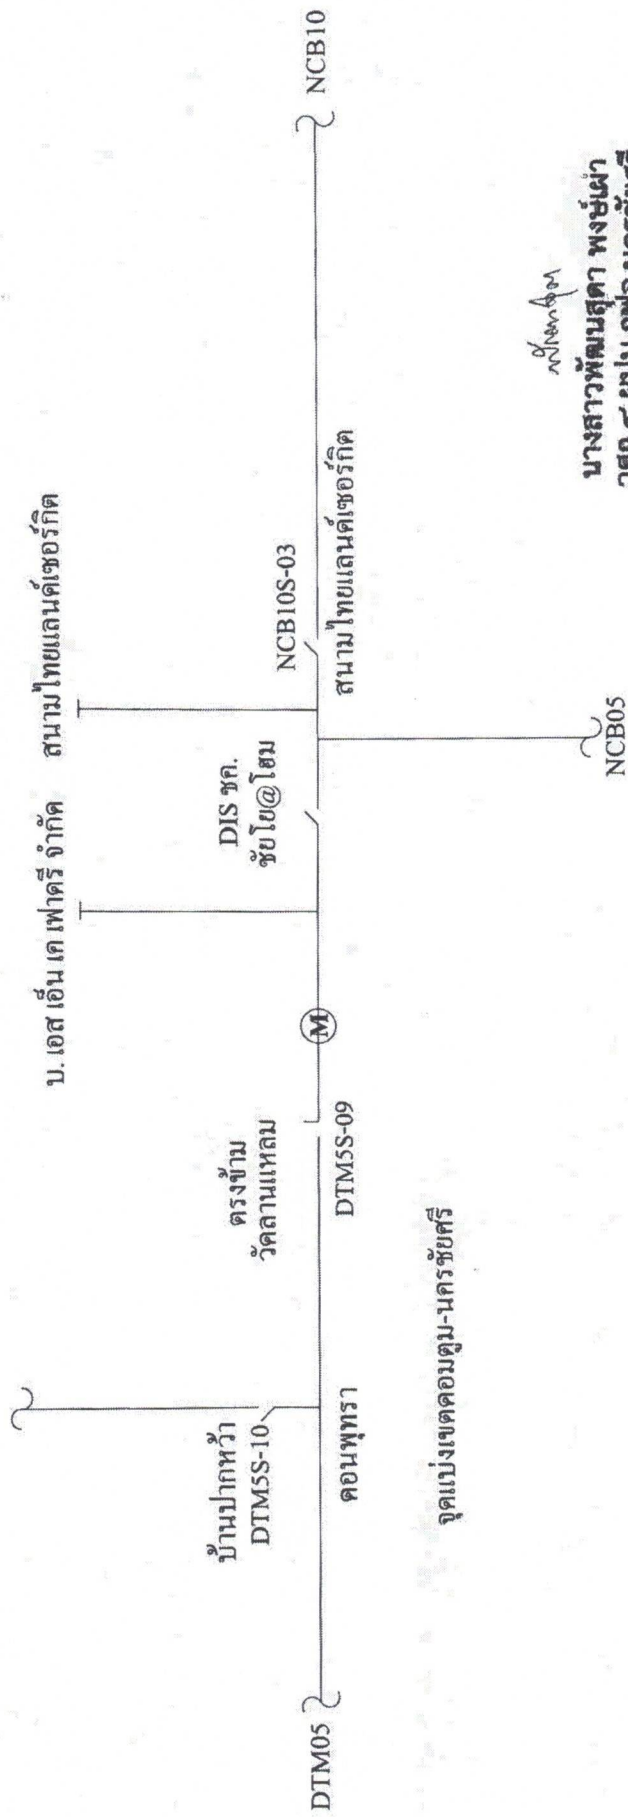 บ. เอส เอ็น เค เฟาดรี จำกัด
สนามไทยแลนด์เซอร์กิต
บ้านปากหว้า
DTM5S-10
ตรงข้าม
วัดลานแหลม
DIS ชค.
ชัยโย@โฮม
NCB10S-03
DTM05
NCB10
ดอนพุทรา
DTM5S-09
M
สนามไทยแลนด์เซอร์กิต
NCB05
จุดแบ่งเขตดอมตูม-นครชัยศรี
นางสาวพัฒนสุดา พงษ์เผ่า